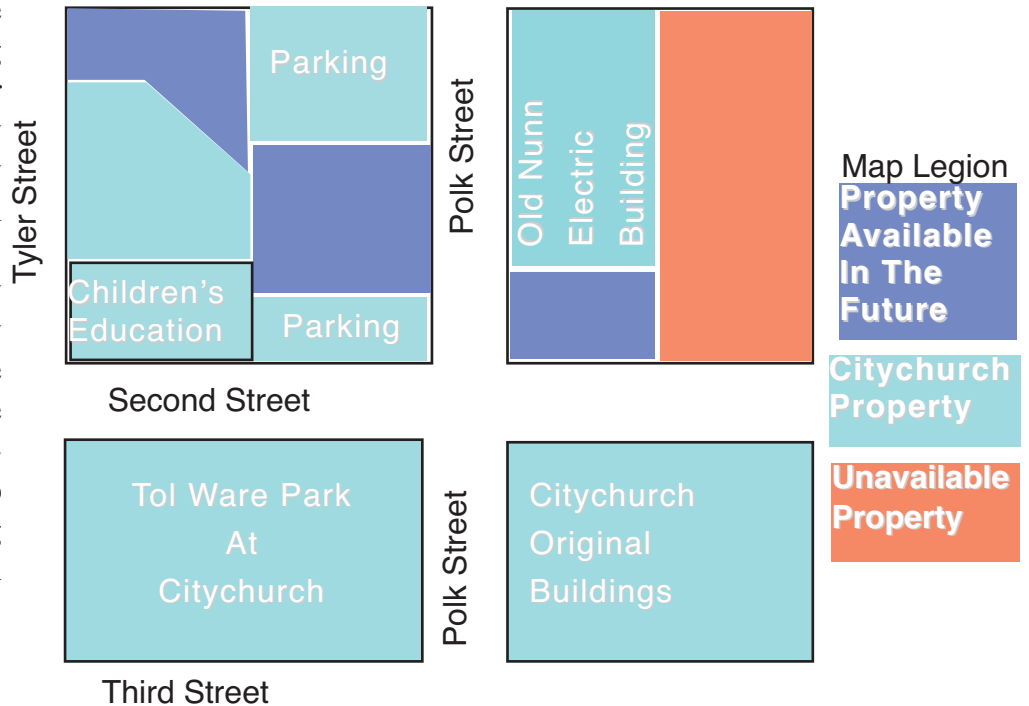 Parking
Tyler Street
Children's
Education
Parking
Polk Street
Old Nunn
Electric
Building
Second Street
Tol Ware Park
At
Citychurch
Polk Street
Citychurch
Original
Buildings
Third Street
Map Legion
Property
Available
In The
Future
Citychurch
Property
Unavailable
Property